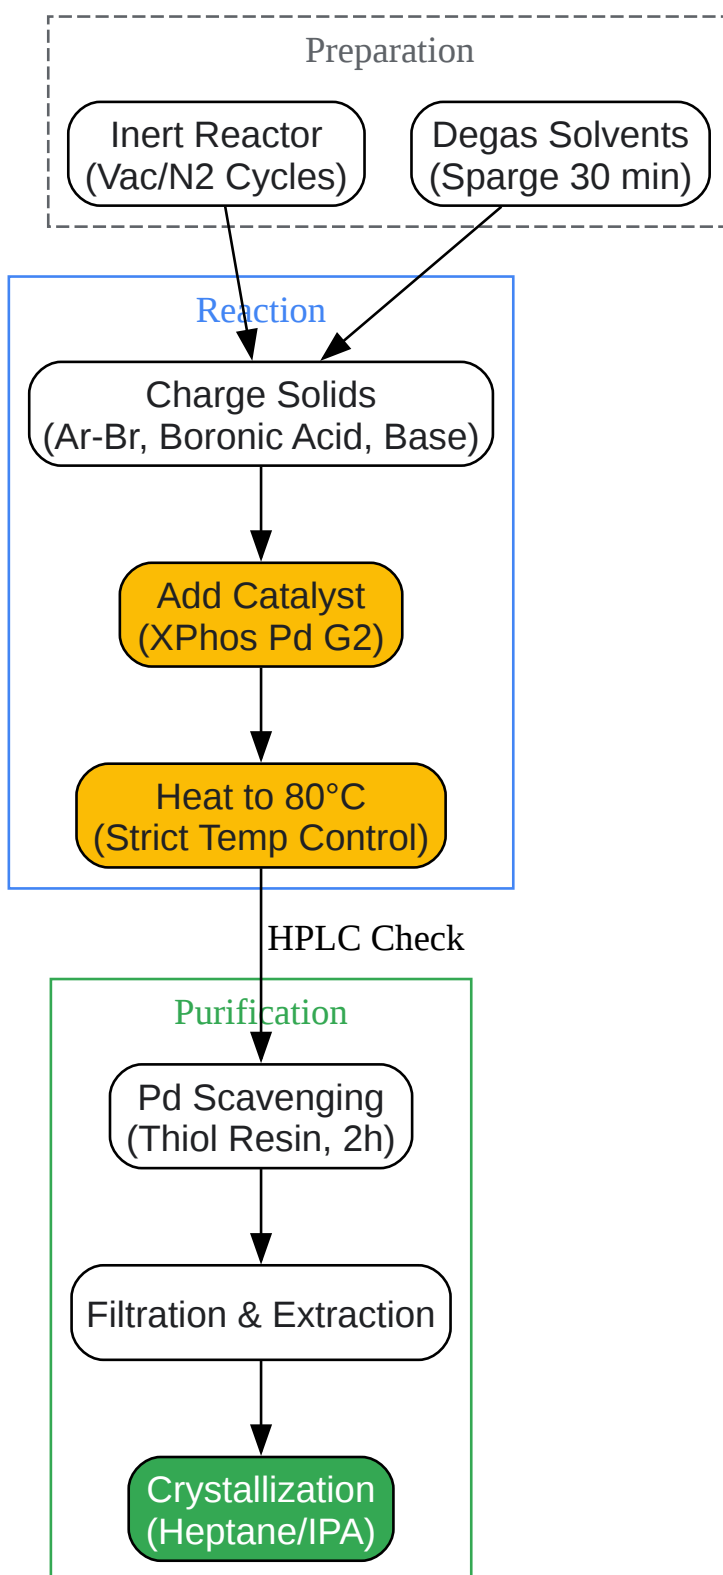 Preparation
Inert Reactor
(Vac/N2 Cycles)
Degas Solvents
(Sparge 30 min)
Reaction
Charge Solids
(Ar-Br, Boronic Acid, Base)
Add Catalyst
(XPhos Pd G2)
Heat to 80°C
(Strict Temp Control)
HPLC Check
Purification
Pd Scavenging
(Thiol Resin, 2h)
Filtration & Extraction
Crystallization
(Heptane/IPA)